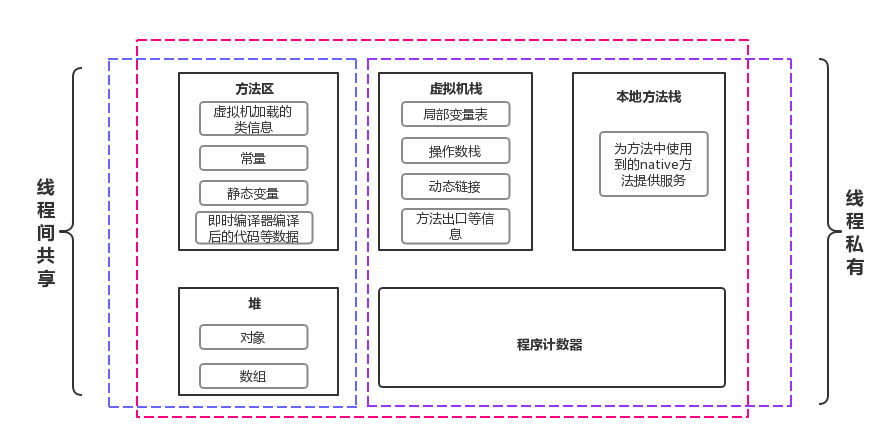 线
程
间
共
享
方法区
虚拟机加载的
类信息
常量
静态变量
即时编译器编译
后的代码等数据
堆
对象
数组
虚拟机栈
局部变量表
操作数栈
动态链接
方法出口等信
息
本地方法栈
为方法中使用
到的native方
法提供服务
程序计数器
线
程
私
有